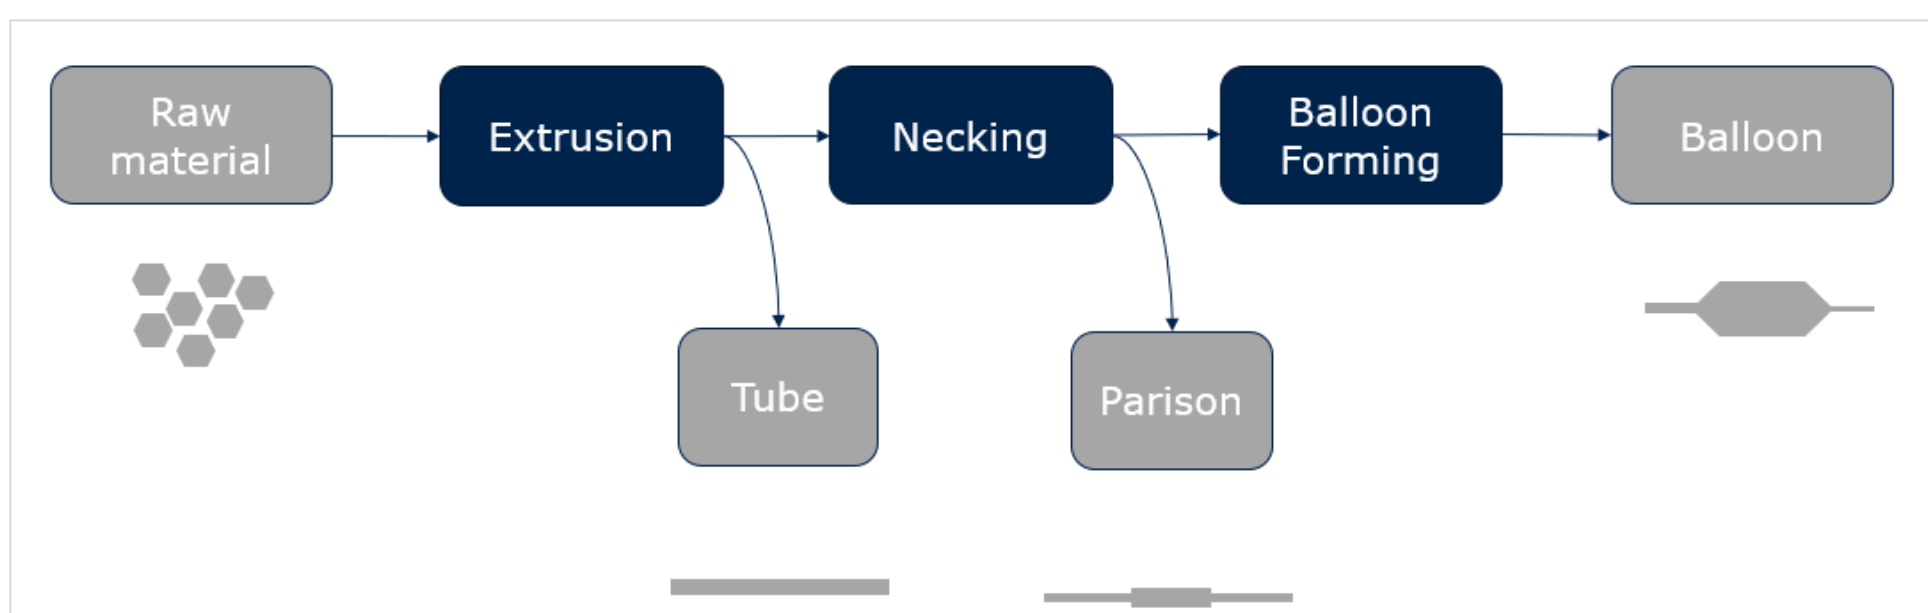 Raw
material
Extrusion
Necking
Balloon
Forming
Balloon
Tube
Parison